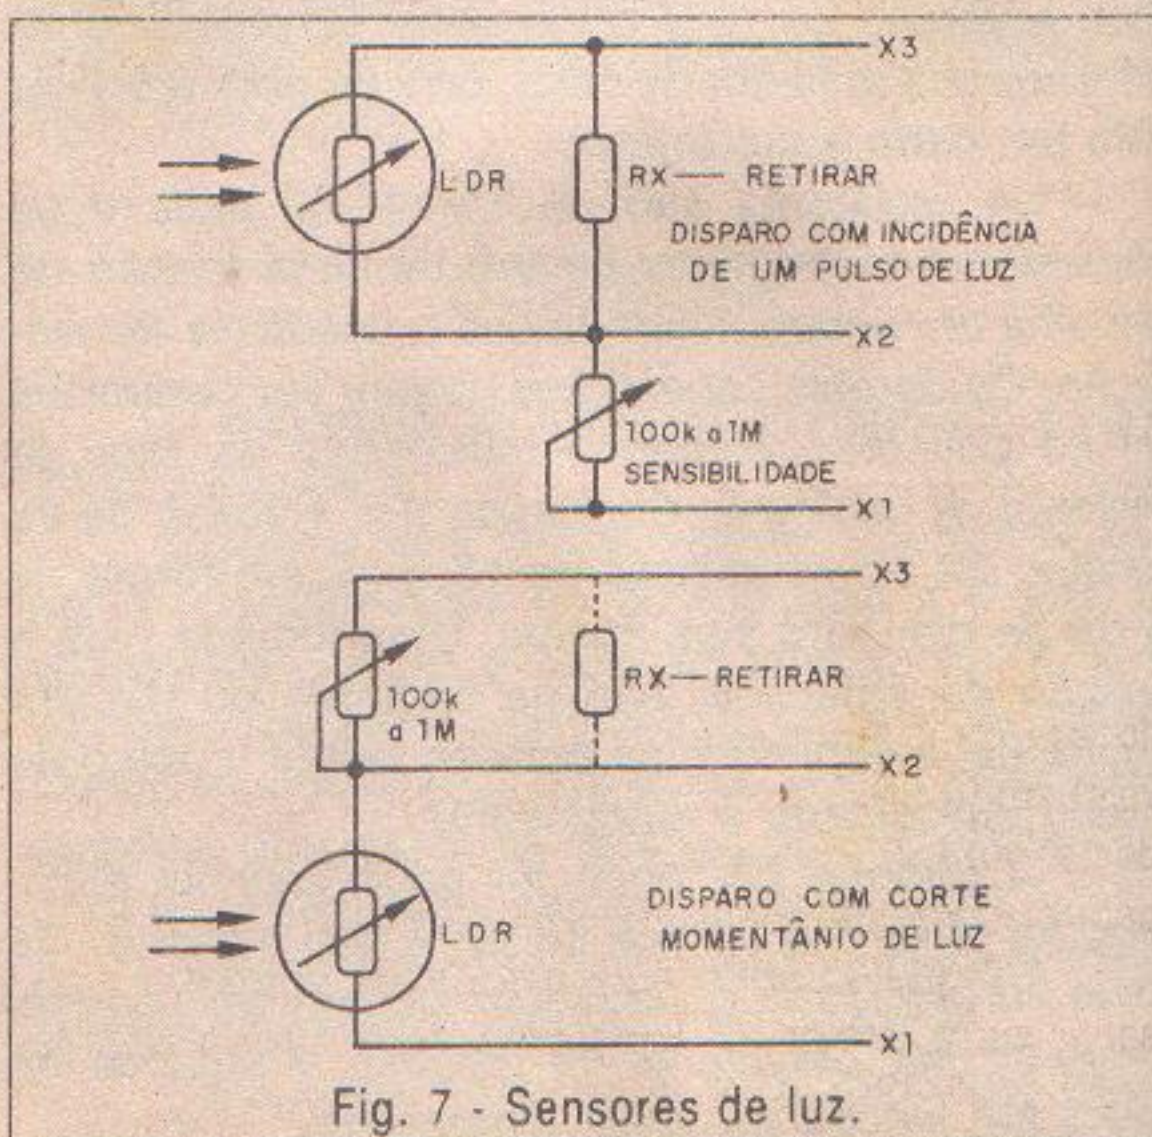 X3
LDR
RX — RETIRAR
DISPARO COM INCIDÊNCIA
DE UM PULSO DE LUZ
X2
100k a 1M
SENSIBILIDADE
X1
X3
100k
a 1M
RX — RETIRAR
X2
LDR
DISPARO COM CORTE
MOMENTÂNIO DE LUZ
X1
Fig. 7 - Sensores de luz.